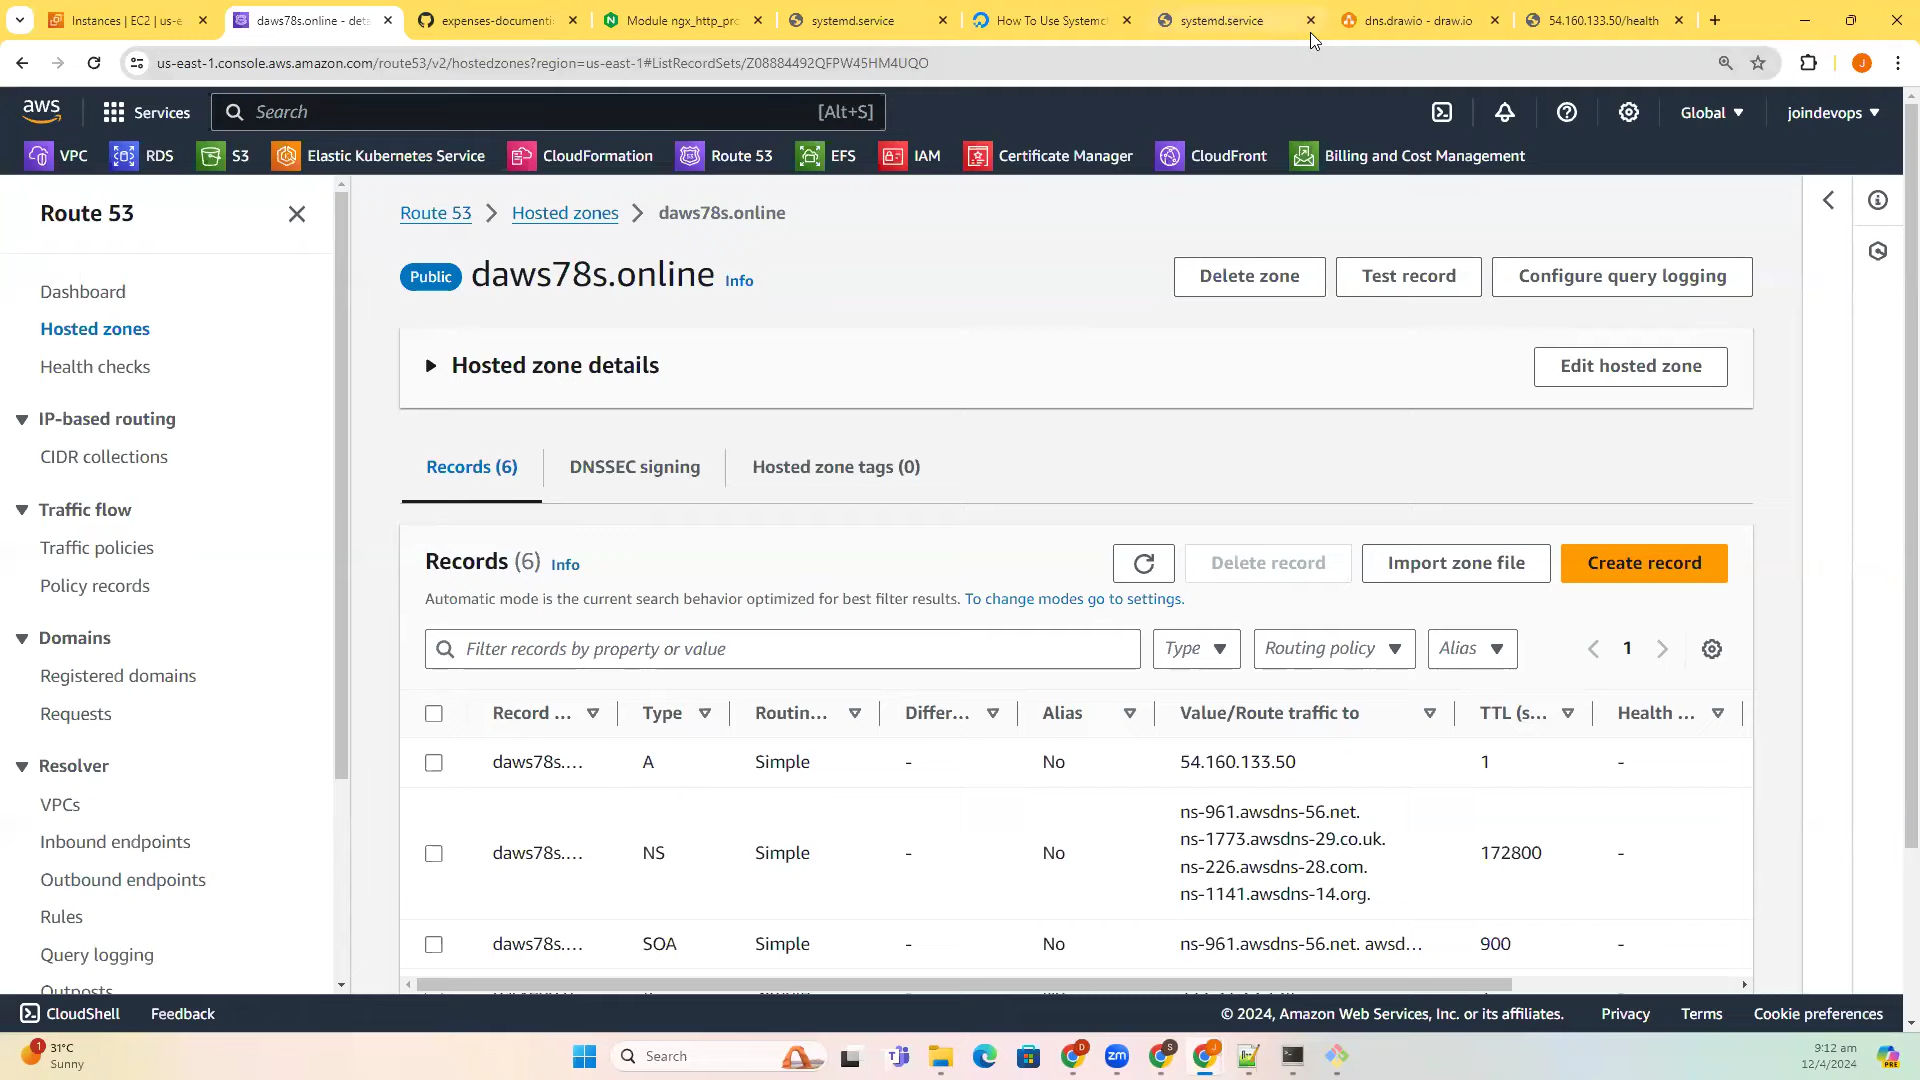 Instances | EC2 | us-e
daws78s.online - deta
expenses-documentin
Module ngx_http_pro
systemd.service
How To Use Systemct
systemd.service
dns.drawio - draw.io
54.160.133.50/health
us-east-1.console.aws.amazon.com/route53/v2/hostedzones?region=us-east-1#ListRecordSets/Z08884492QFPW45HM4UQO
J
aws
Services
Search
[Alt+S]
Global
joindevops
VPC
RDS
S3
Elastic Kubernetes Service
CloudFormation
Route 53
EFS
IAM
Certificate Manager
CloudFront
Billing and Cost Management
Route 53
Dashboard
Hosted zones
Health checks
IP-based routing
CIDR collections
Traffic flow
Traffic policies
Policy records
Domains
Registered domains
Requests
Resolver
VPCs
Inbound endpoints
Outbound endpoints
Rules
Query logging
Outposts
Route 53
Hosted zones
daws78s.online
Public
daws78s.online
Info
Delete zone
Test record
Configure query logging
Hosted zone details
Edit hosted zone
Records (6)
DNSSEC signing
Hosted zone tags (0)
Records (6)
Info
Delete record
Import zone file
Create record
Automatic mode is the current search behavior optimized for best filter results. To change modes go to settings.
Filter records by property or value
Type
Routing policy
Alias
1
Record ...
Type
Routin...
Differ...
Alias
Value/Route traffic to
TTL (s...
Health ...
daws78s....
A
Simple
-
No
54.160.133.50
1
-
daws78s....
NS
Simple
-
No
ns-961.awsdns-56.net.
ns-1773.awsdns-29.co.uk.
ns-226.awsdns-28.com.
ns-1141.awsdns-14.org.
172800
-
daws78s....
SOA
Simple
-
No
ns-961.awsdns-56.net. awsd...
900
-
CloudShell
Feedback
© 2024, Amazon Web Services, Inc. or its affiliates.
Privacy
Terms
Cookie preferences
1
31°C
Sunny
Search
D
zm
S
J
9:12 am
12/4/2024
PRE